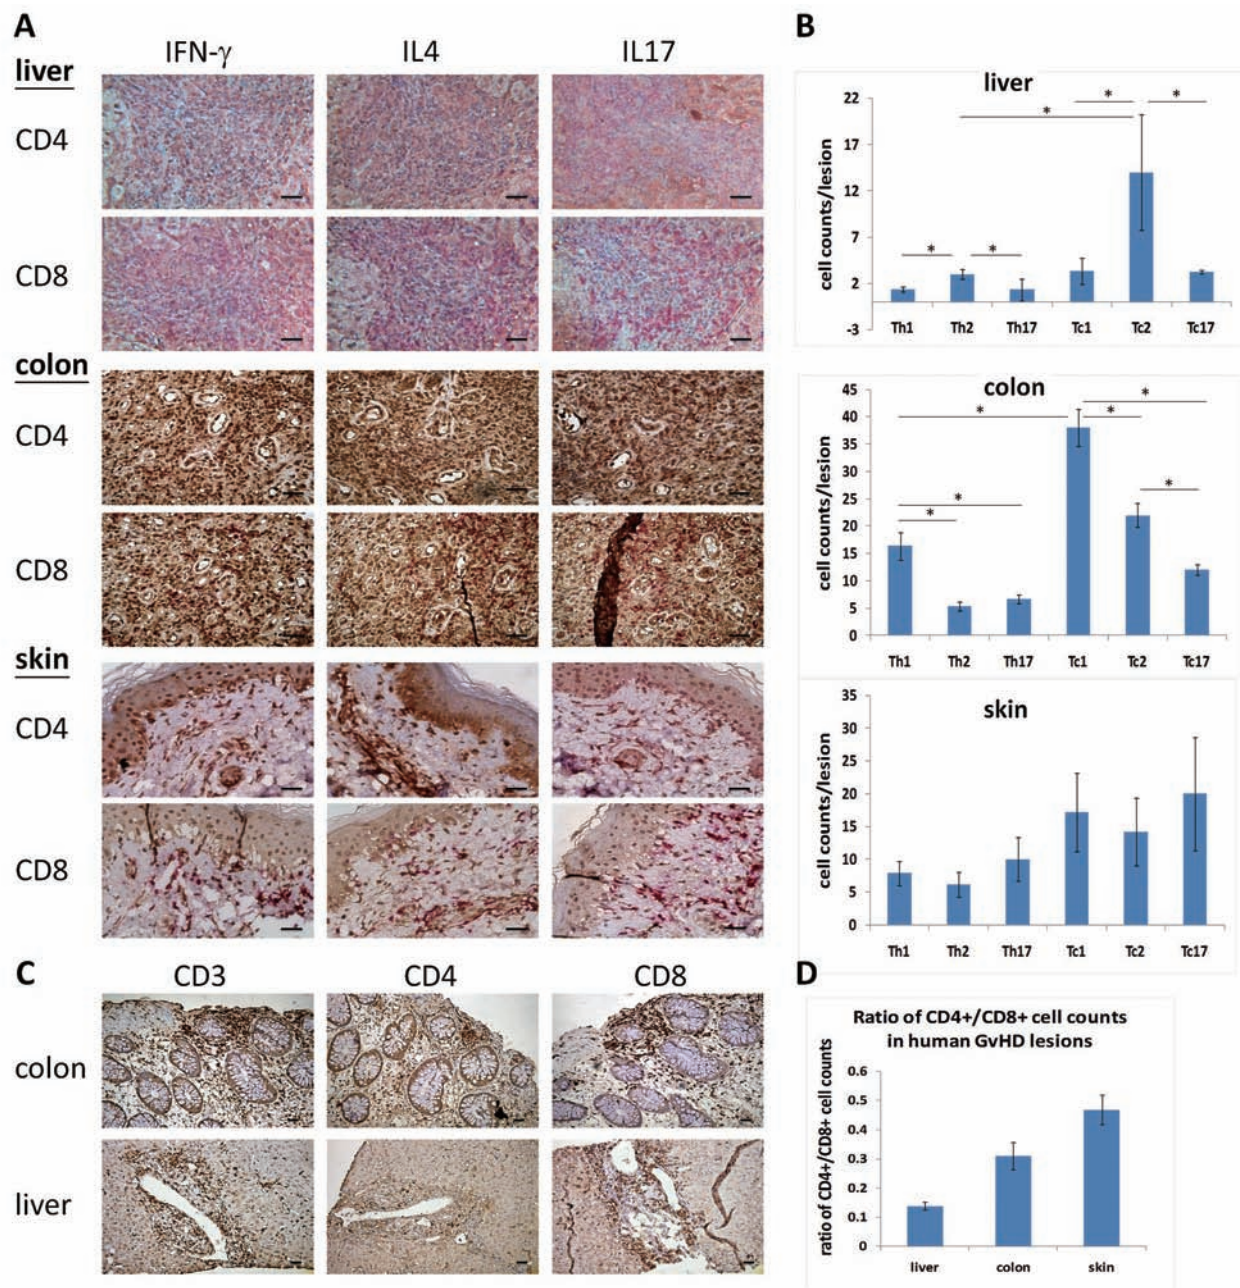 A
IFN-γ IL4 IL17
liver
CD4
CD8
colon
CD4
CD8
skin
CD4
CD8
B
liver
cell counts/lesion
22
17
12
7
2
-3
* * *
* *
Th1 Th2 Th17 Tc1 Tc2 Tc17
colon
cell counts/lesion
45
40
35
30
25
20
15
10
5
0
* * *
* * *
Th1 Th2 Th17 Tc1 Tc2 Tc17
skin
cell counts/lesion
35
30
25
20
15
10
5
0
Th1 Th2 Th17 Tc1 Tc2 Tc17
C
CD3 CD4 CD8
colon
liver
D
Ratio of CD4+/CD8+ cell counts
in human GvHD lesions
ratio of CD4+/CD8+ cell counts
0.6
0.5
0.4
0.3
0.2
0.1
0
liver colon skin